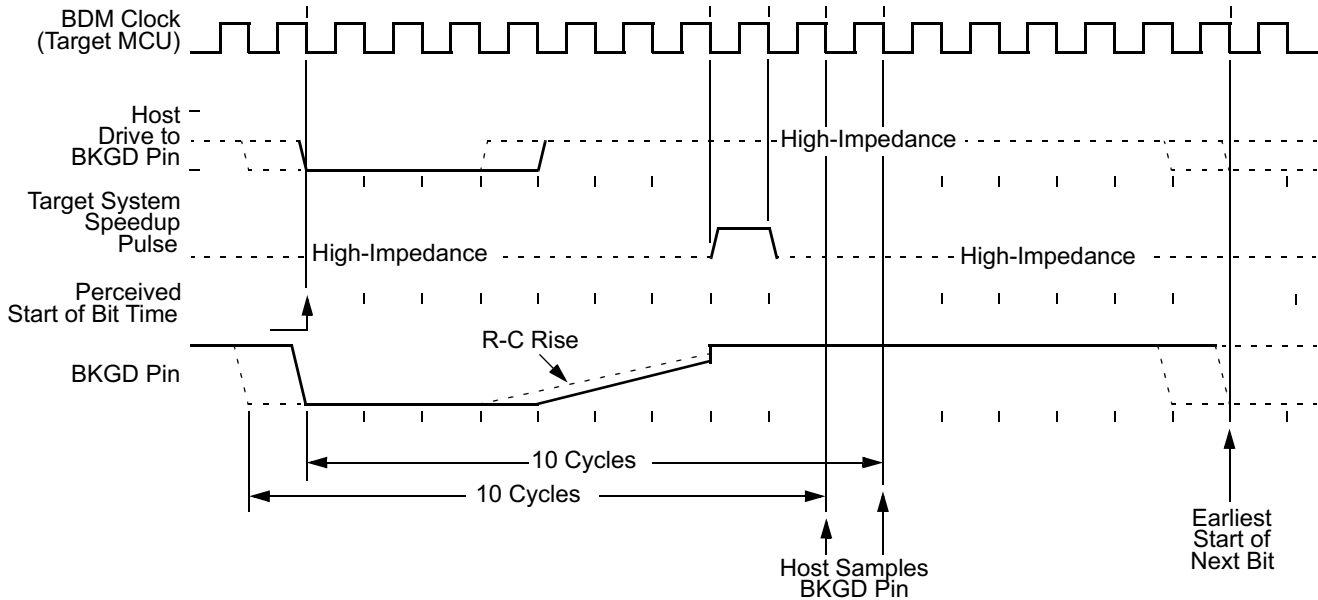 BDM Clock
(Target MCU)
Host
Drive to
BKGD Pin
High-Impedance
Target System
Speedup
Pulse
High-Impedance
High-Impedance
Perceived
Start of Bit Time
R-C Rise
BKGD Pin
10 Cycles
10 Cycles
Host Samples
BKGD Pin
Earliest
Start of
Next Bit